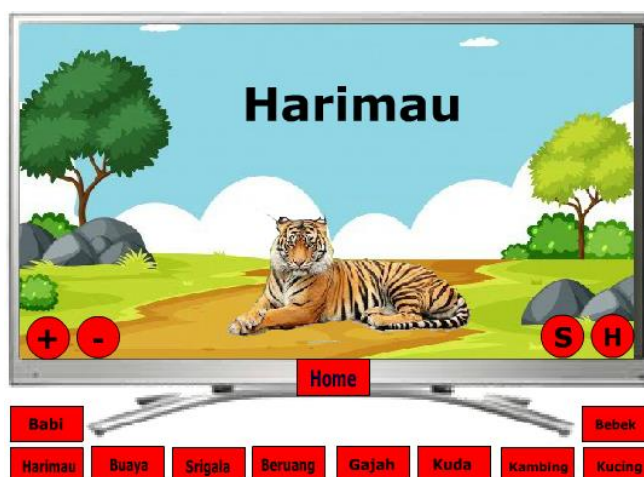 Harimau
+ - S H
Home
Babi Bebek
Harimau Buaya Srigala Beruang Gajah Kuda Kambing Kucing